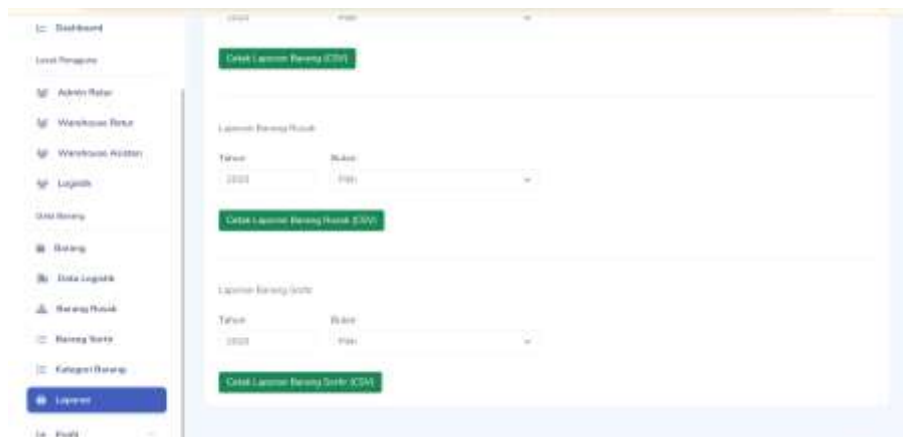 Dashboard
Level Pengguna
Admin Retur
Warehouse Retur
Warehouse Asisten
Logistik
Data Barang
Barang
Data Logistik
Barang Rusak
Barang Sortir
Kategori Barang
Laporan
Profil
2023 Pilih
Cetak Laporan Barang (CSV)
Laporan Barang Rusak
Tahun Bulan
2023 Pilih
Cetak Laporan Barang Rusak (CSV)
Laporan Barang Sortir
Tahun Bulan
2023 Pilih
Cetak Laporan Barang Sortir (CSV)